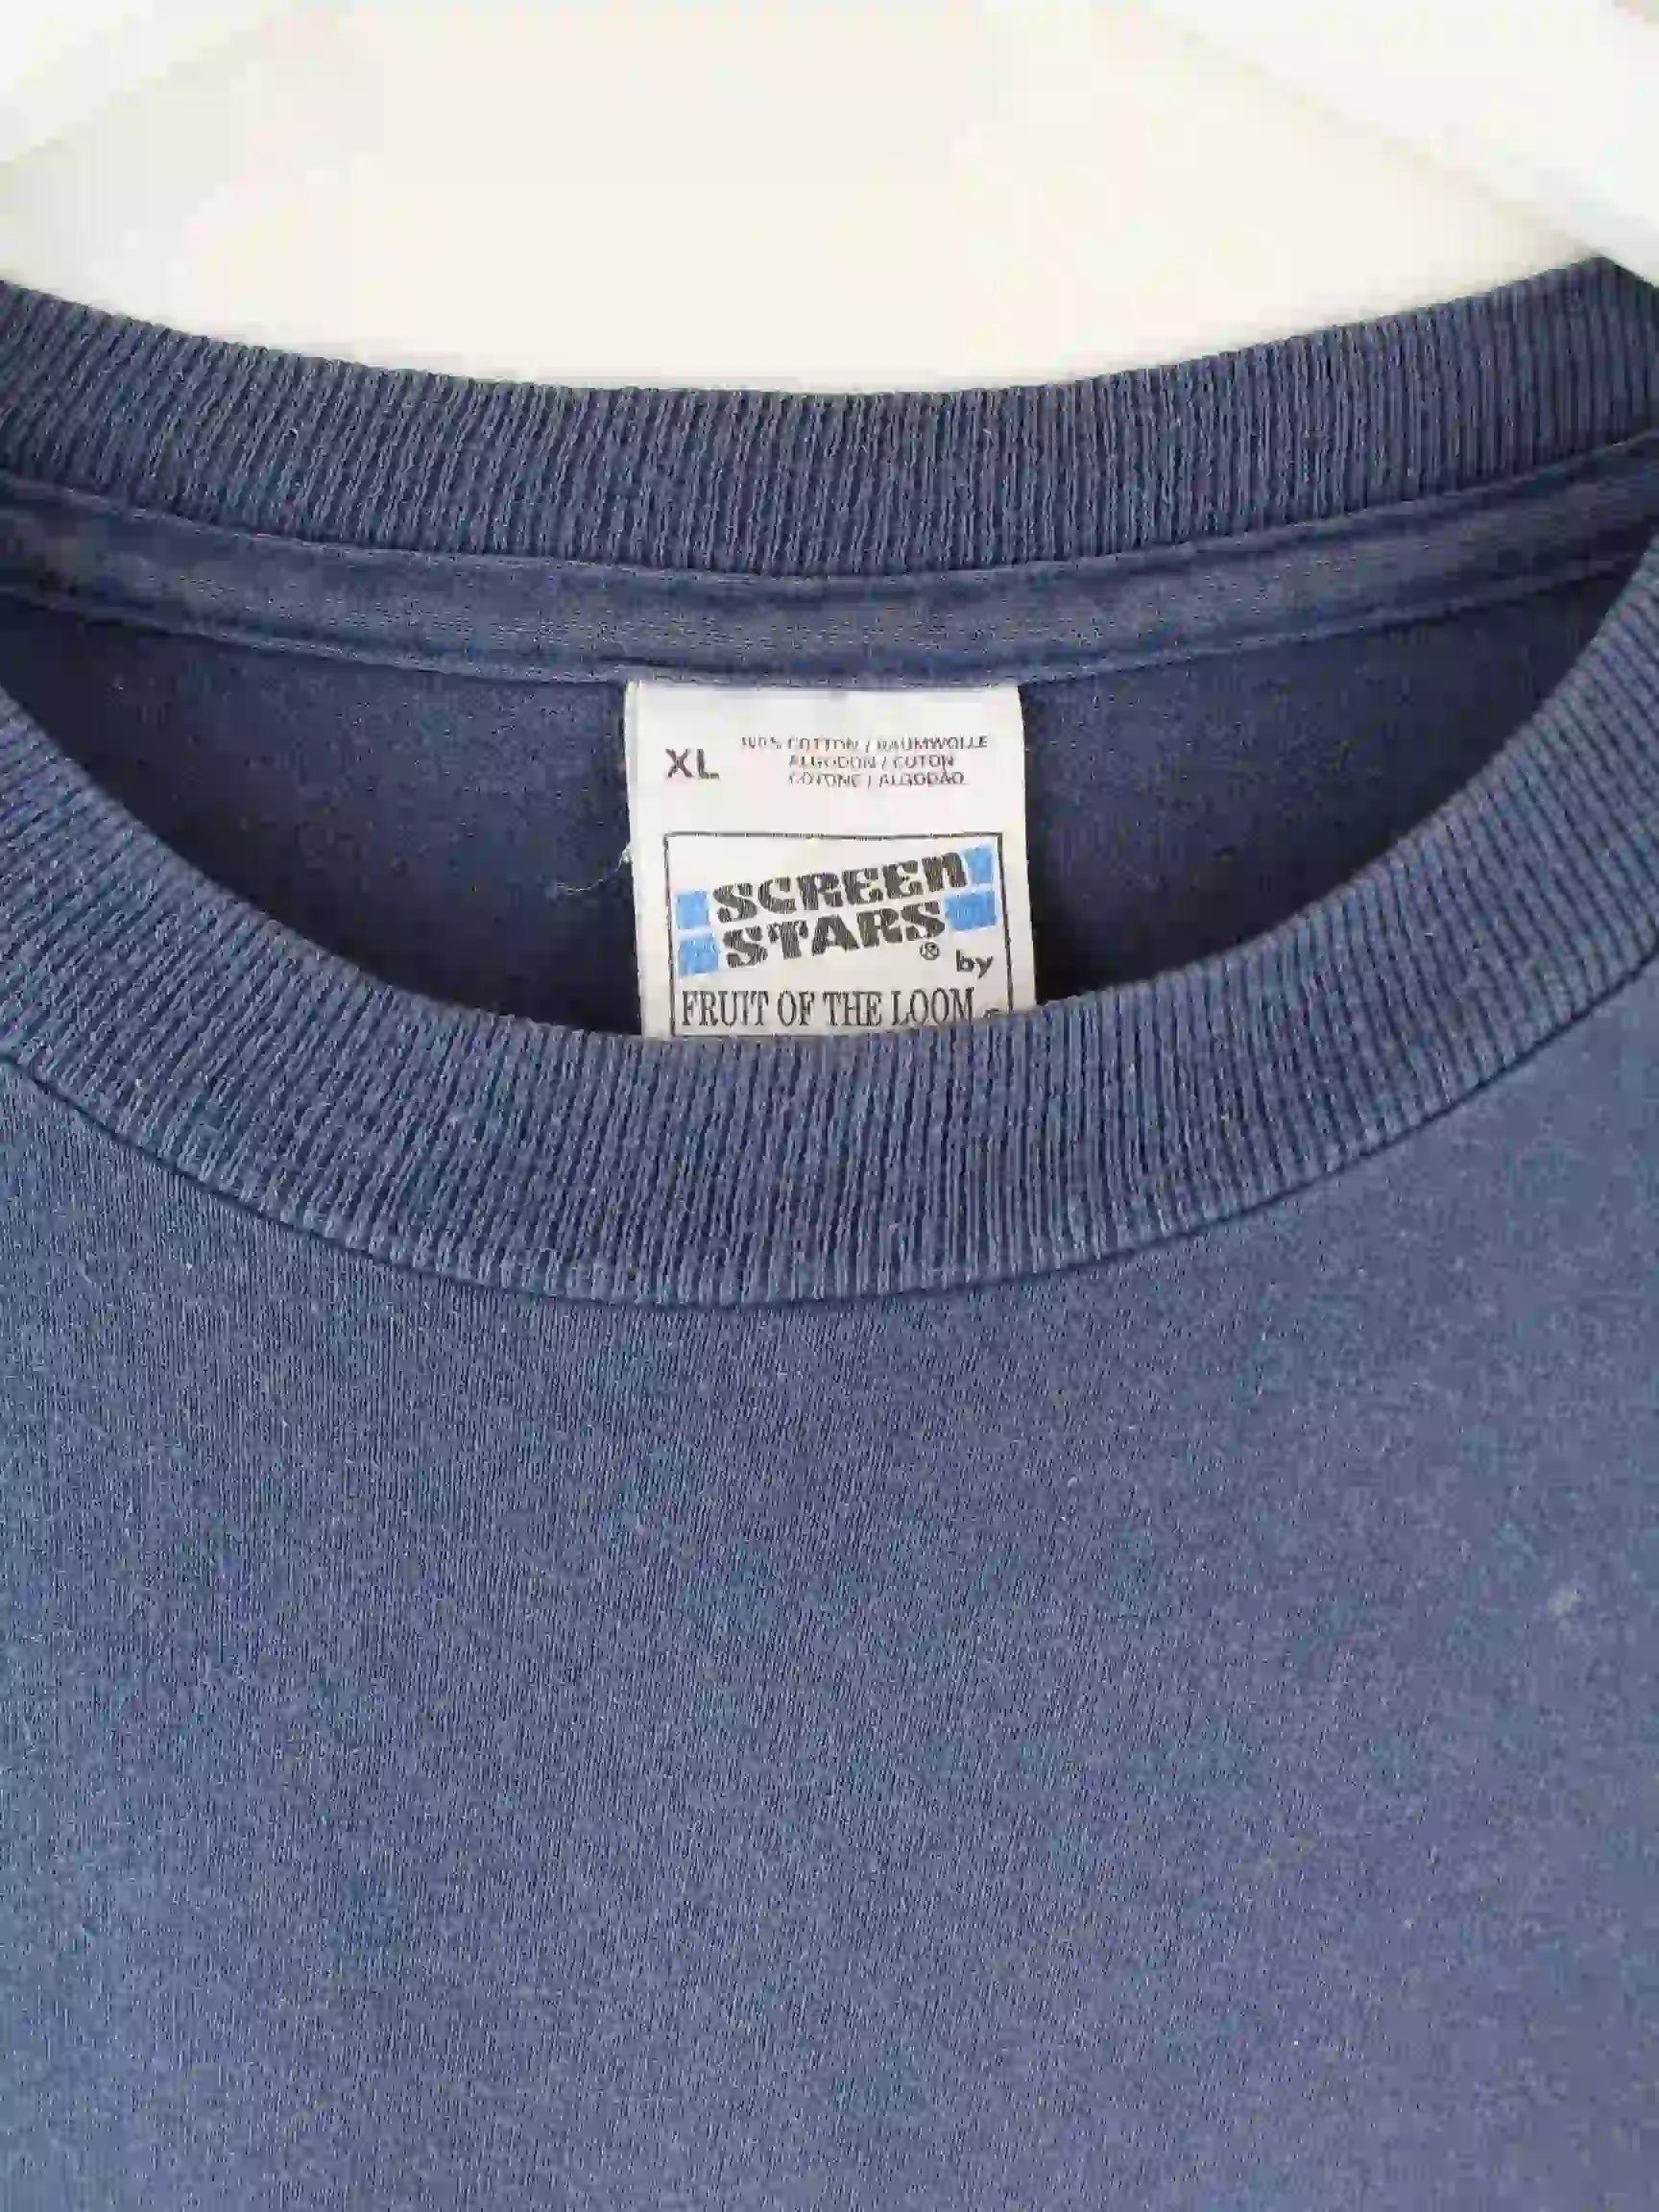 XL
100% COTTON / BAUMWOLLE
ALGODON / COTON
COTONE / ALGODÃO
SCREEN
STARS® by
FRUIT OF THE LOOM